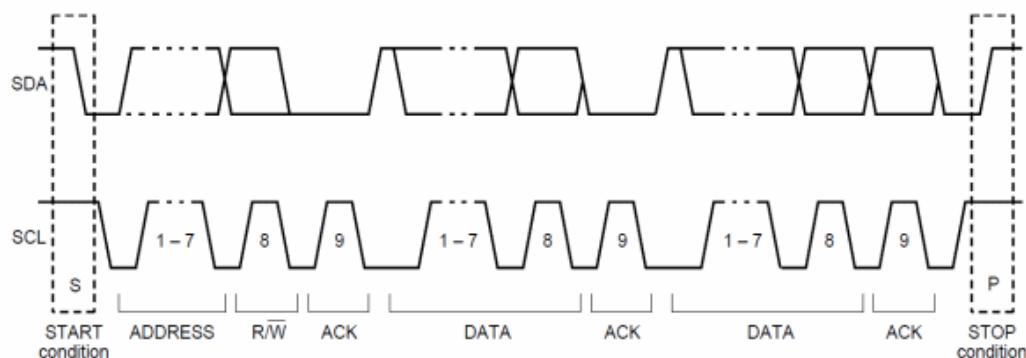 SDA
SCL
1 – 7 8 9 1 – 7 8 9 1 – 7 8 9
S P
START condition ADDRESS R/W̅ ACK DATA ACK DATA ACK STOP condition